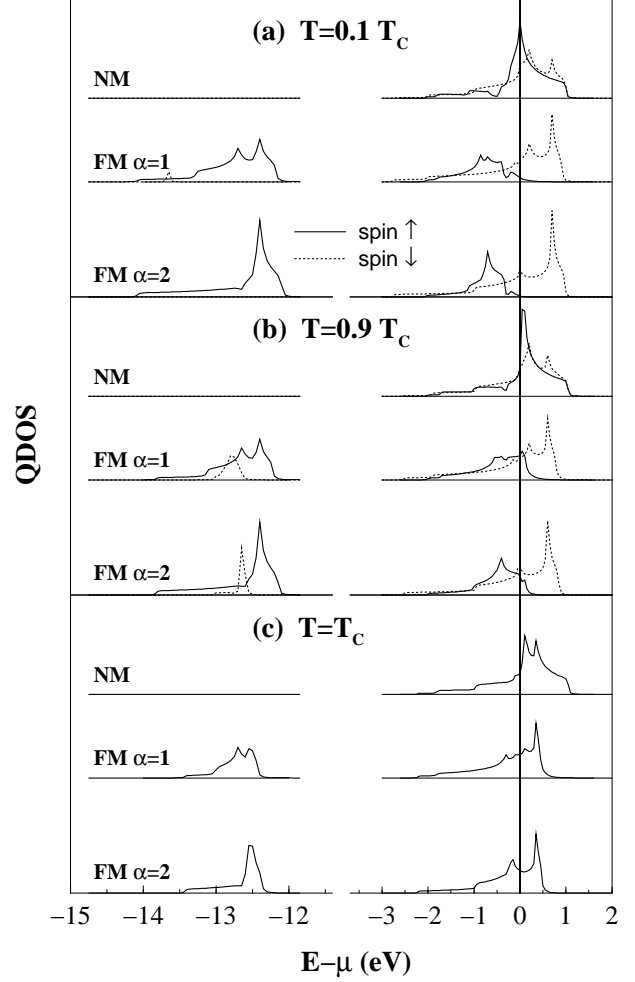 (a) T=0.1 T_C
NM
FM α=1
FM α=2
spin ↑
spin ↓
(b) T=0.9 T_C
NM
FM α=1
FM α=2
(c) T=T_C
NM
FM α=1
FM α=2
QDOS
−15 −14 −13 −12 −3 −2 −1 0 1 2
E−μ (eV)